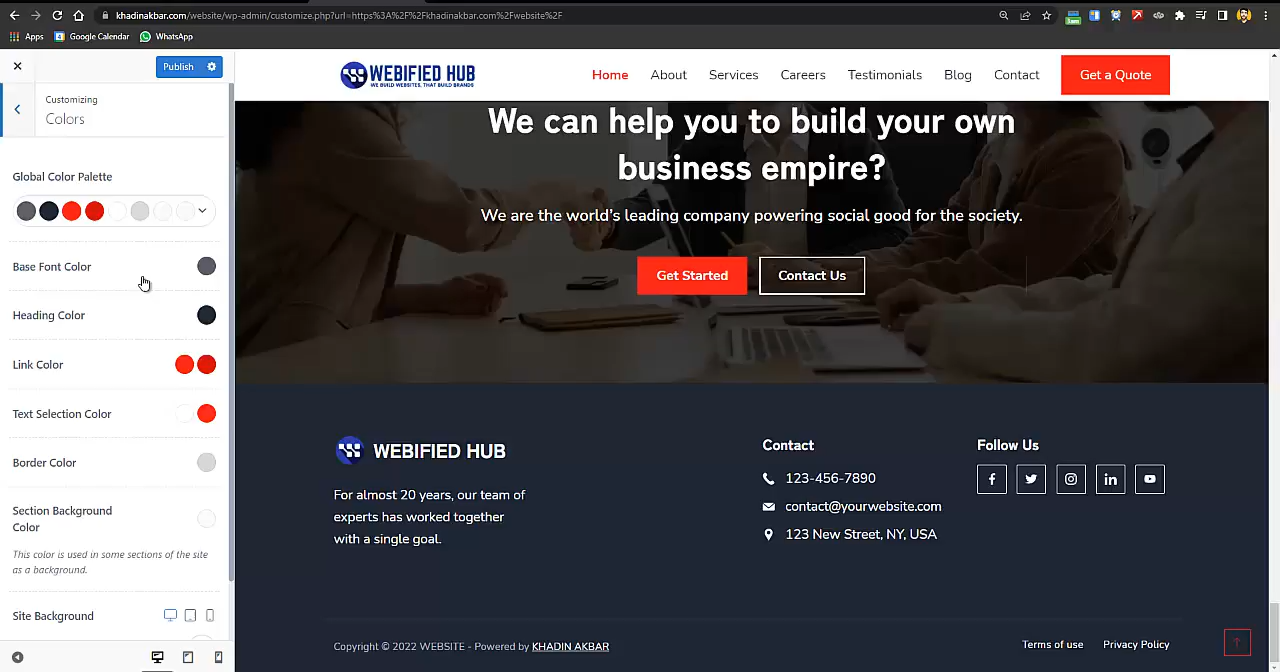 khadinakbar.com/website/wp-admin/customize.php?url=https%3A%2F%2Fkhadinakbar.com%2Fwebsite%2F
Apps Google Calendar WhatsApp
Publish
Customizing
Colors
Global Color Palette
Base Font Color
Heading Color
Link Color
Text Selection Color
Border Color
Section Background
Color
This color is used in some sections of the site
as a background.
Site Background
WEBIFIED HUB
WE BUILD WEBSITES, THAT BUILD BRANDS
Home About Services Careers Testimonials Blog Contact Get a Quote
We can help you to build your own
business empire?
We are the world's leading company powering social good for the society.
Get Started Contact Us
WEBIFIED HUB
For almost 20 years, our team of
experts has worked together
with a single goal.
Contact
123-456-7890
contact@yourwebsite.com
123 New Street, NY, USA
Follow Us
Copyright © 2022 WEBSITE - Powered by KHADIN AKBAR
Terms of use Privacy Policy